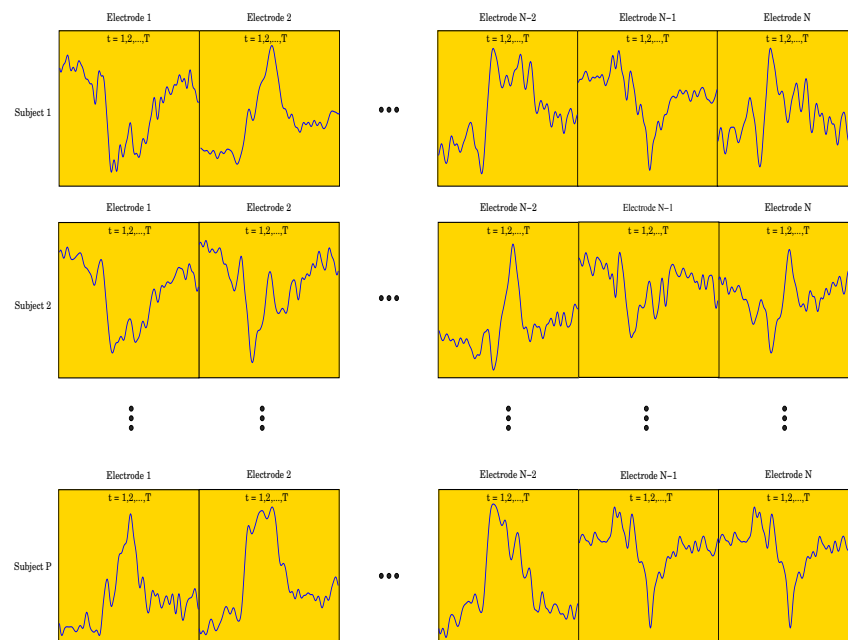 Electrode 1 Electrode 2 Electrode N-2 Electrode N-1 Electrode N
t = 1,2,...,T t = 1,2,...,T t = 1,2,...,T t = 1,2,...,T t = 1,2,...,T
Subject 1
Electrode 1 Electrode 2 Electrode N-2 Electrode N-1 Electrode N
t = 1,2,...,T t = 1,2,...,T t = 1,2,...,T t = 1,2,...,T t = 1,2,...,T
Subject 2
Electrode 1 Electrode 2 Electrode N-2 Electrode N-1 Electrode N
t = 1,2,...,T t = 1,2,...,T t = 1,2,...,T t = 1,2,...,T t = 1,2,...,T
Subject P